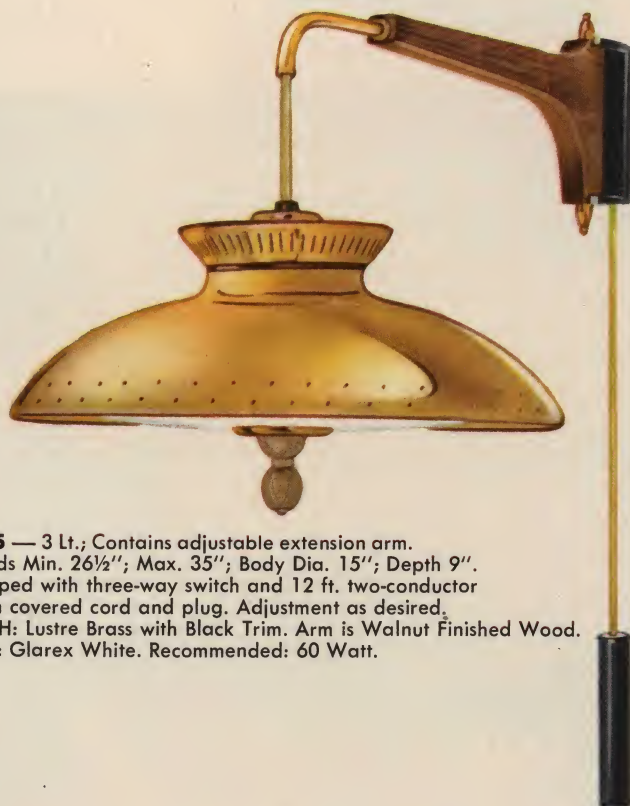 5 — 3 Lt.; Contains adjustable extension arm.
ds Min. 26½"; Max. 35"; Body Dia. 15"; Depth 9".
ped with three-way switch and 12 ft. two-conductor
covered cord and plug. Adjustment as desired.
H: Lustre Brass with Black Trim. Arm is Walnut Finished Wood.
: Glarex White. Recommended: 60 Watt.